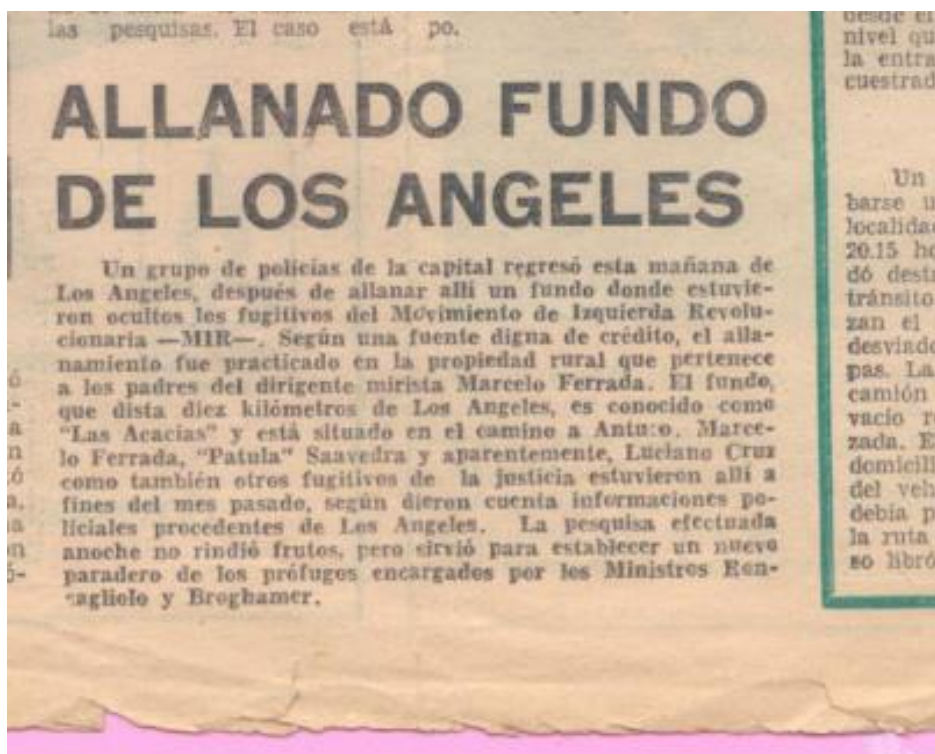 las pesquisas. El caso está po.
ALLANADO FUNDO
DE LOS ANGELES
Un grupo de policías de la capital regresó esta mañana de
Los Angeles, después de allanar allí un fundo donde estuvie-
ron ocultos los fugitivos del Movimiento de Izquierda Revolu-
cionaria —MIR—. Según una fuente digna de crédito, el alla-
namiento fue practicado en la propiedad rural que pertenece
a los padres del dirigente mirista Marcelo Ferrada. El fundo,
que dista diez kilómetros de Los Angeles, es conocido como
"Las Acacias" y está situado en el camino a Antuco. Marce-
lo Ferrada, "Patula" Saavedra y aparentemente, Luciano Cruz
como también otros fugitivos de la justicia estuvieron allí a
fines del mes pasado, según dieron cuenta informaciones po-
liciales procedentes de Los Angeles. La pesquisa efectuada
anoche no rindió frutos, pero sirvió para establecer un nuevo
paradero de los prófugos encargados por los Ministros Ron-
cagliolo y Broghamer.
desde el
nivel qu
la entra
cuestrad
Un
barse u
localidad
20.15 ho
dó destr
tránsito
zan el
desviado
pas. La
camión
vacío r
zada. E
domicili
del veh
debía p
la ruta
so libró